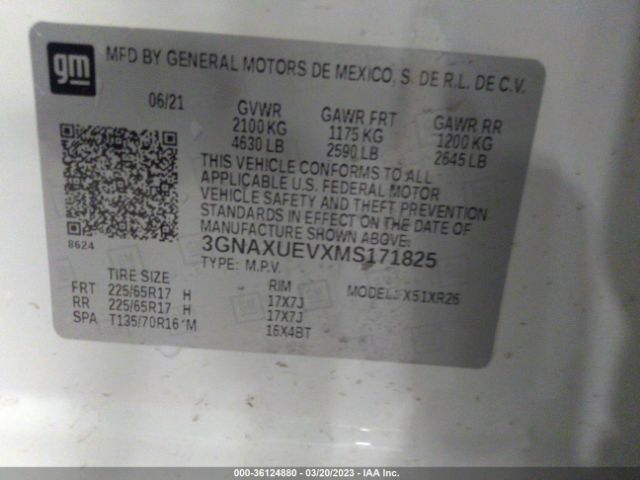 gm
MFD BY GENERAL MOTORS DE MEXICO, S. DE R.L. DE C.V.
06/21 GVWR GAWR FRT GAWR RR
2100 KG 1175 KG 1200 KG
4630 LB 2590 LB 2645 LB
THIS VEHICLE CONFORMS TO ALL
APPLICABLE U.S. FEDERAL MOTOR
VEHICLE SAFETY AND THEFT PREVENTION
STANDARDS IN EFFECT ON THE DATE OF
MANUFACTURE SHOWN ABOVE.
8624
3GNAXUEVXMS171825
TYPE: M.P.V.
TIRE SIZE RIM MODEL: X51XR26
FRT 225/65R17 H 17X7J
RR 225/65R17 H 17X7J
SPA T135/70R16 M 16X4BT
000-36124880 - 03/20/2023 - IAA Inc.